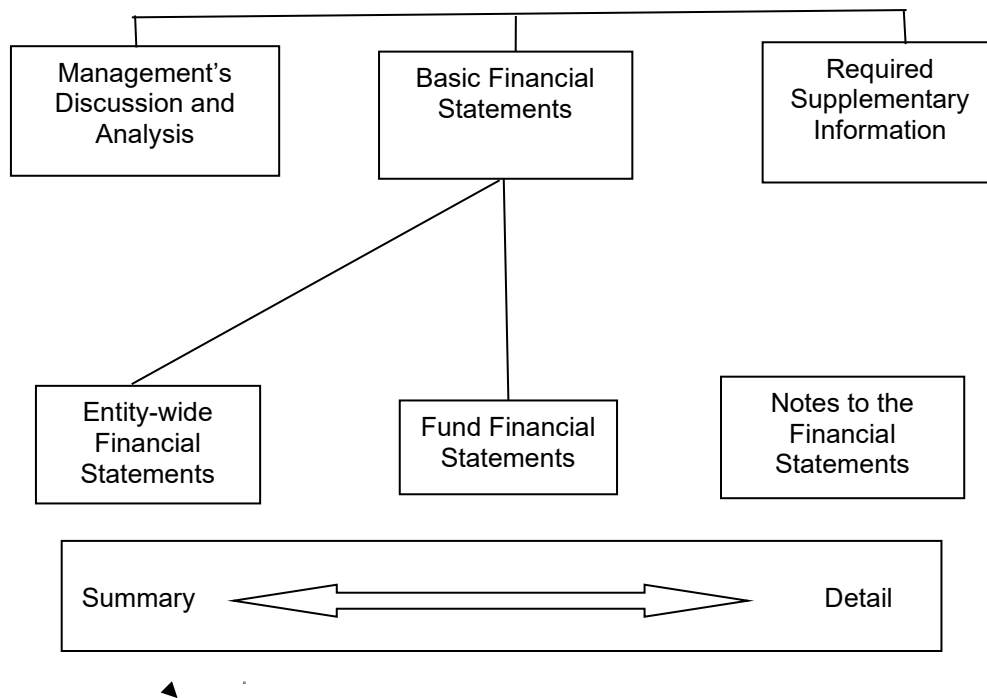 Management’s
Discussion and
Analysis
Basic Financial
Statements
Required
Supplementary
Information
Entity-wide
Financial
Statements
Fund Financial
Statements
Notes to the
Financial
Statements
Summary
Detail